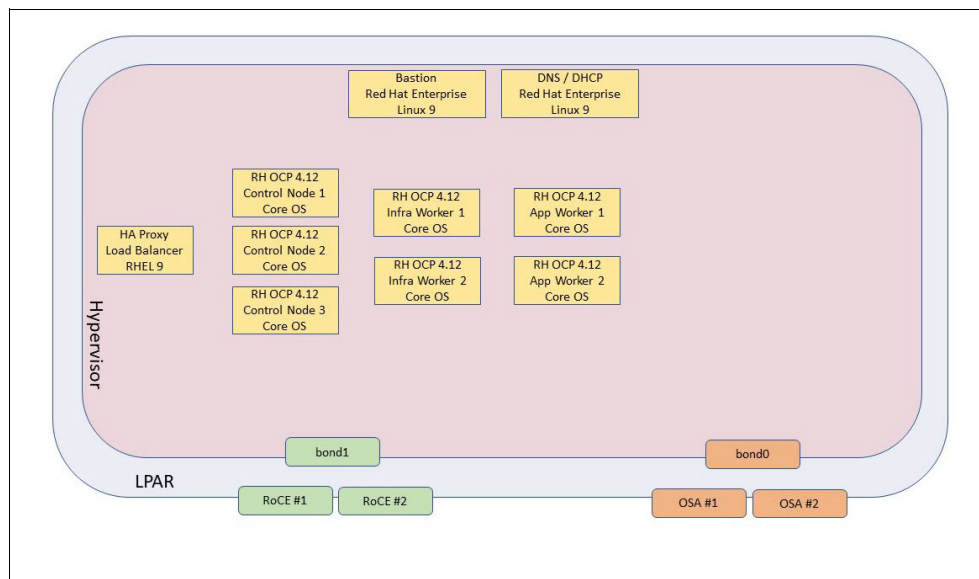 Bastion
Red Hat Enterprise
Linux 9
DNS / DHCP
Red Hat Enterprise
Linux 9
RH OCP 4.12
Control Node 1
Core OS
RH OCP 4.12
Infra Worker 1
Core OS
RH OCP 4.12
App Worker 1
Core OS
HA Proxy
Load Balancer
RHEL 9
RH OCP 4.12
Control Node 2
Core OS
RH OCP 4.12
Infra Worker 2
Core OS
RH OCP 4.12
App Worker 2
Core OS
RH OCP 4.12
Control Node 3
Core OS
Hypervisor
bond1
bond0
LPAR
RoCE #1
RoCE #2
OSA #1
OSA #2